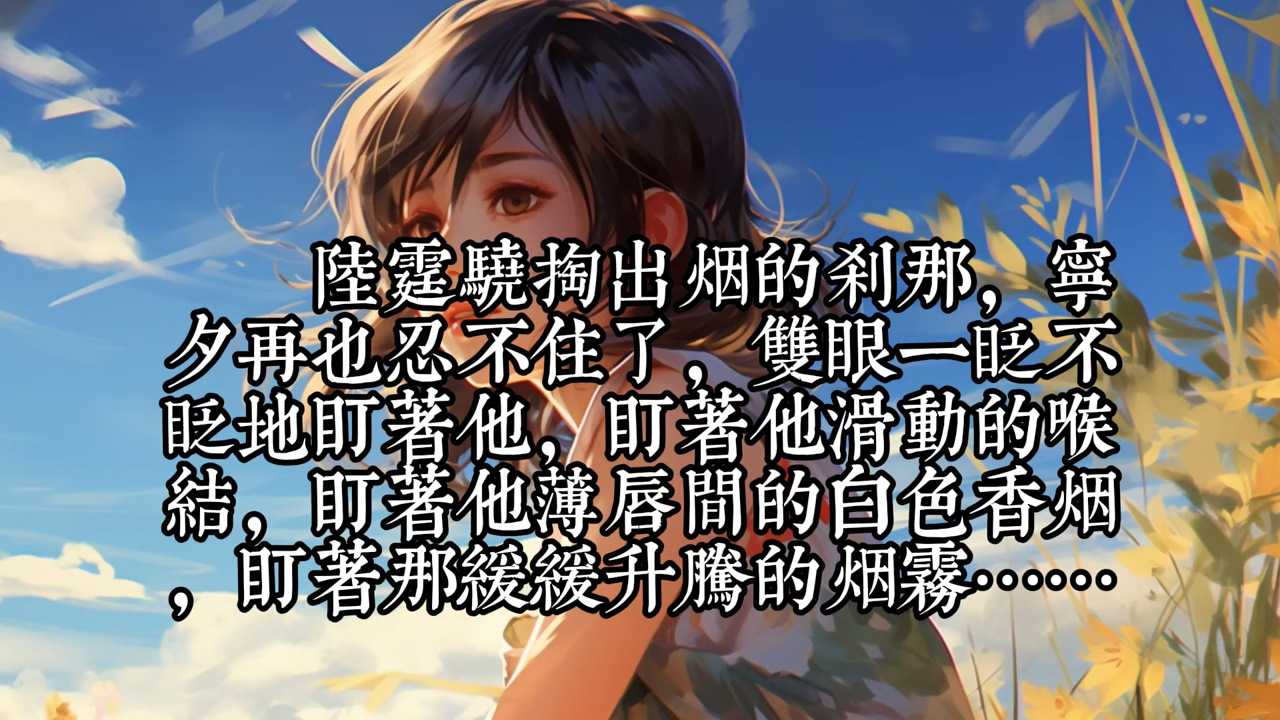 陸霆驍掏出烟的刹那，寧
夕再也忍不住了，雙眼一眨不
眨地盯著他，盯著他滑動的喉
結，盯著他薄唇間的白色香烟
，盯著那緩緩升騰的烟霧……